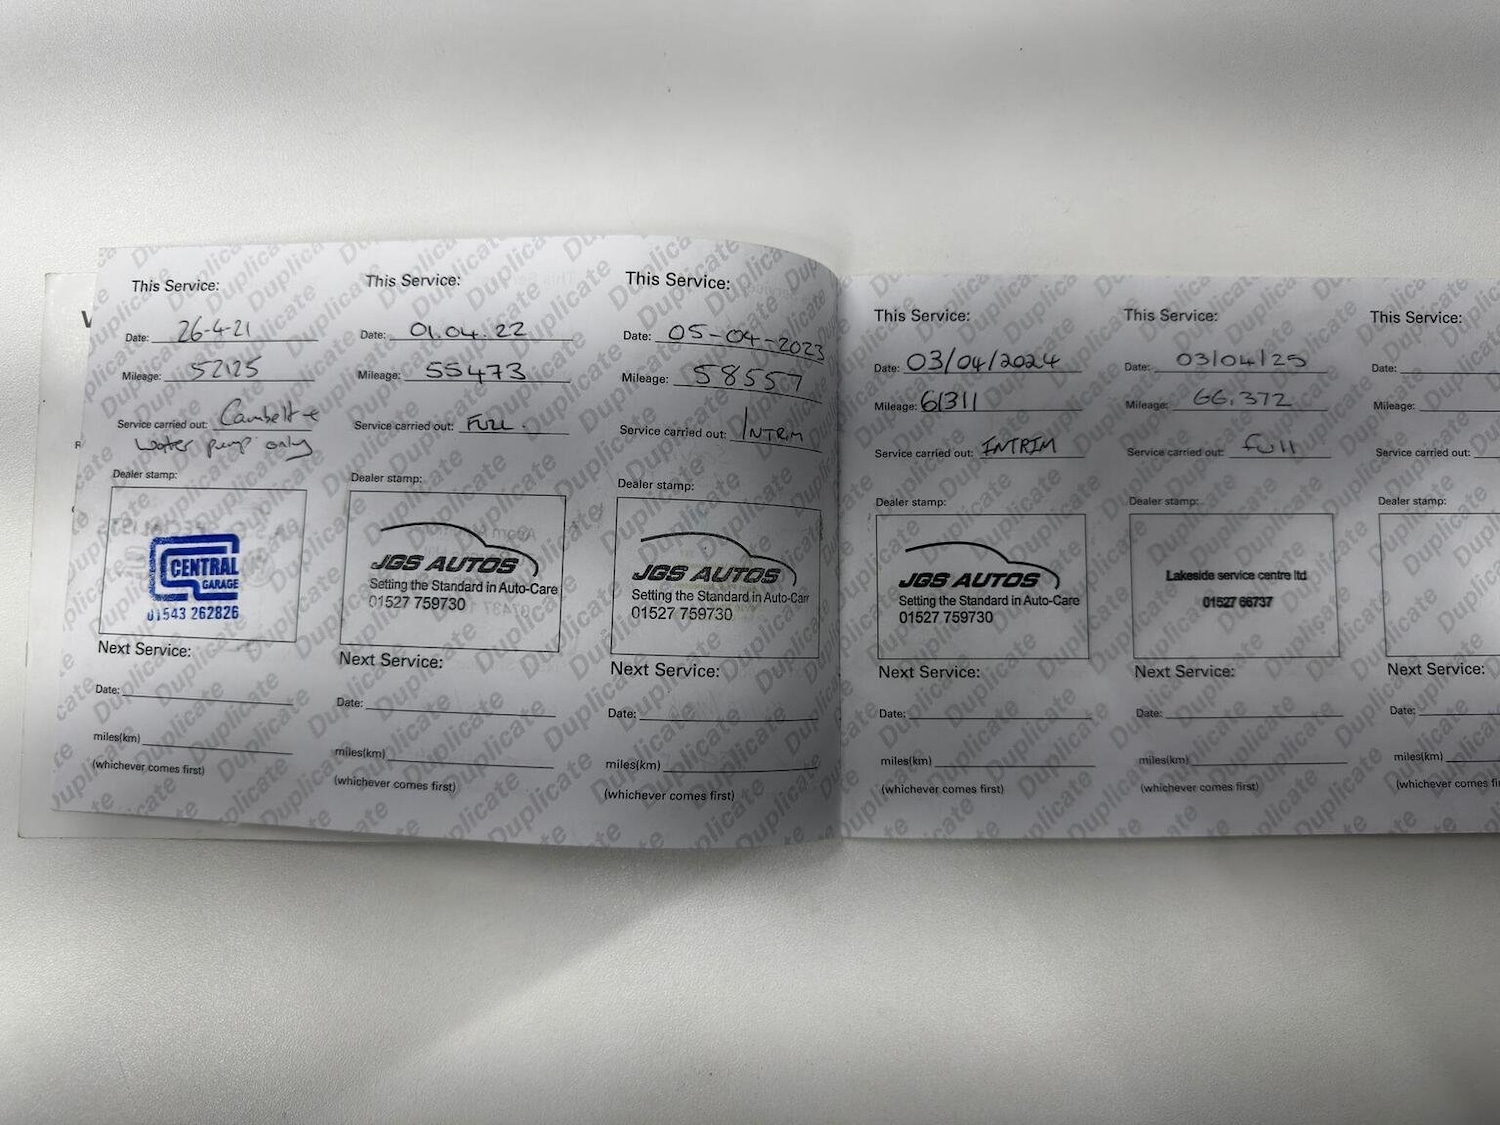 This Service:
Date: 26-4-21
Mileage: 52125
Service carried out: Cambelt +
water pump only
Dealer stamp:
CENTRAL
GARAGE
01543 262826
Next Service:
Date:
miles(km)
(whichever comes first)
This Service:
Date: 01.04.22
Mileage: 55473
Service carried out: FULL.
Dealer stamp:
JGS AUTOS
Setting the Standard in Auto-Care
01527 759730
Next Service:
Date:
miles(km)
(whichever comes first)
This Service:
Date: 05-04-2023
Mileage: 58557
Service carried out: INTRIM
Dealer stamp:
JGS AUTOS
Setting the Standard in Auto-Care
01527 759730
Next Service:
Date:
miles(km)
(whichever comes first)
This Service:
Date: 03/04/2024
Mileage: 61311
Service carried out: INTRIM
Dealer stamp:
JGS AUTOS
Setting the Standard in Auto-Care
01527 759730
Next Service:
Date:
miles(km)
(whichever comes first)
This Service:
Date: 03/04/25
Mileage: 66,372
Service carried out: Full
Dealer stamp:
Lakeside service centre ltd
01527 66737
Next Service:
Date:
miles(km)
(whichever comes first)
This Service:
Date:
Mileage:
Service carried out:
Dealer stamp:
Next Service:
Date:
miles(km)
(whichever comes fi
Duplicate